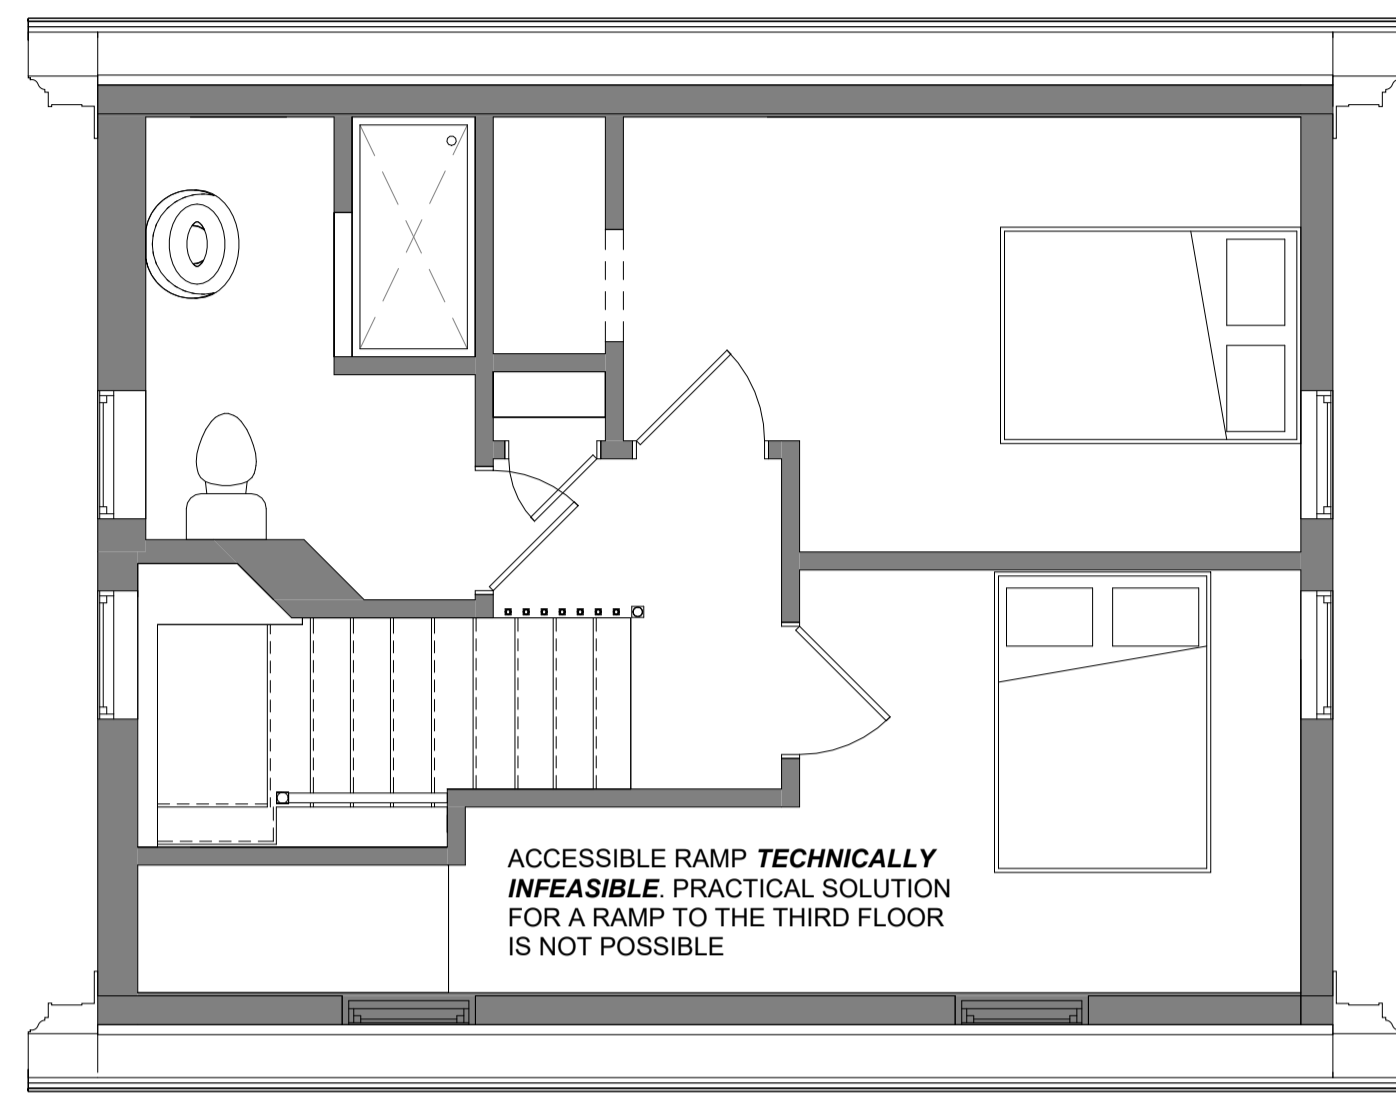 ACCESSIBLE RAMP TECHNICALLY
INFEASIBLE. PRACTICAL SOLUTION
FOR A RAMP TO THE THIRD FLOOR
IS NOT POSSIBLE